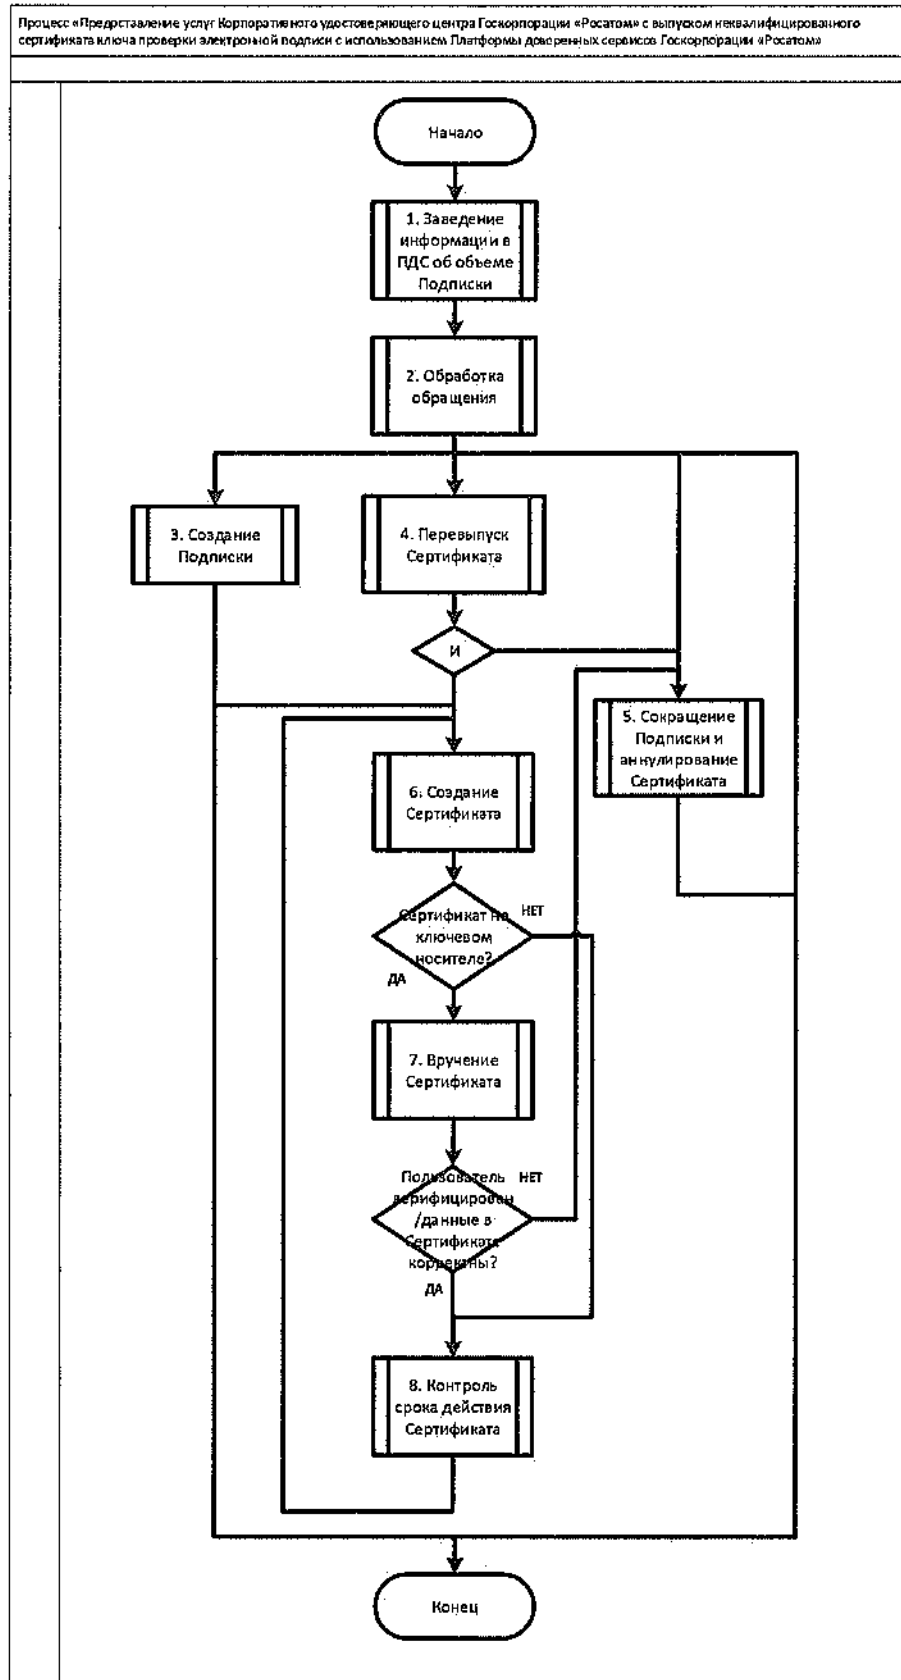 Процесс «Предоставление услуг Корпоративного удостоверяющего центра Госкорпорации «Росатом» с выпуском неквалифицированного
сертификата ключа проверки электронной подписи с использованием Платформы доверенных сервисов Госкорпорации «Росатом»
Начало
1. Заведение
информации в
ПДС об объеме
Подписки
2. Обработка
обращения
3. Создание
Подписки
4. Перевыпуск
Сертификата
И
5. Сокращение
Подписки и
аннулирование
Сертификата
6. Создание
Сертификата
Сертификат на
ключевом
носителе?
НЕТ
ДА
7. Вручение
Сертификата
Пользователь
верифицирован
/данные в
Сертификате
корректны?
НЕТ
ДА
8. Контроль
срока действия
Сертификата
Конец